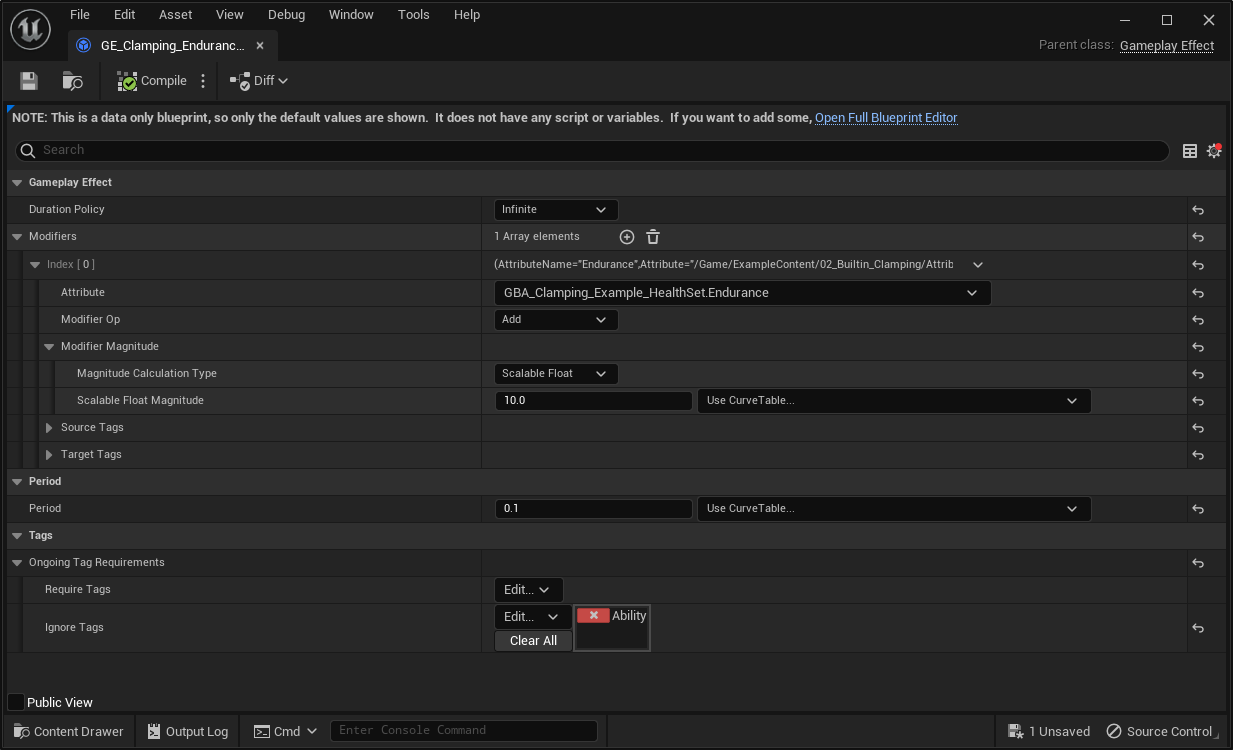 File Edit Asset View Debug Window Tools Help
GE_Clamping_Enduranc...
Parent class: Gameplay Effect
Compile Diff
NOTE: This is a data only blueprint, so only the default values are shown. It does not have any script or variables. If you want to add some, Open Full Blueprint Editor
Search
Gameplay Effect
Duration Policy Infinite
Modifiers 1 Array elements
Index [ 0 ] (AttributeName="Endurance",Attribute="/Game/ExampleContent/02_Builtin_Clamping/Attrib
Attribute GBA_Clamping_Example_HealthSet.Endurance
Modifier Op Add
Modifier Magnitude
Magnitude Calculation Type Scalable Float
Scalable Float Magnitude 10.0 Use CurveTable...
Source Tags
Target Tags
Period
Period 0.1 Use CurveTable...
Tags
Ongoing Tag Requirements
Require Tags Edit...
Ignore Tags Edit... Ability
Clear All
Public View
Content Drawer Output Log Cmd Enter Console Command 1 Unsaved Source Control